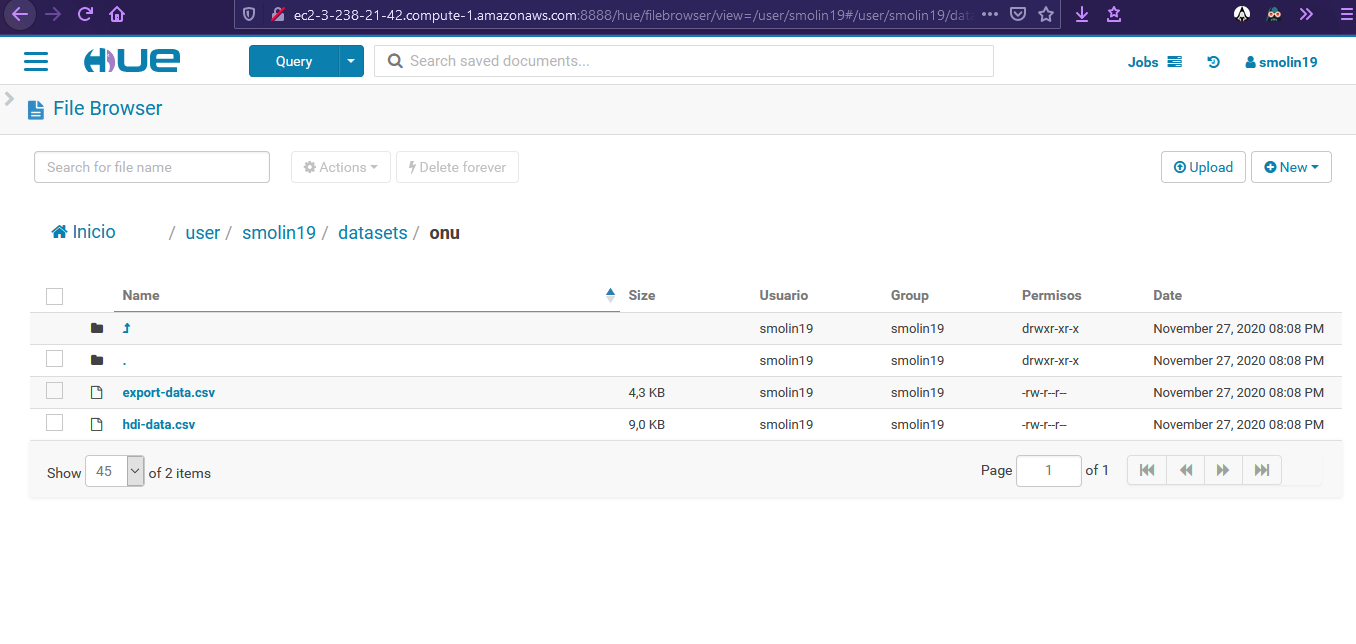 ec2-3-238-21-42.compute-1.amazonaws.com:8888/hue/filebrowser/view=/user/smolin19#/user/smolin19/dat
HUE
Query
Search saved documents...
Jobs
smolin19
File Browser
Search for file name
Actions
Delete forever
Upload
New
Inicio / user / smolin19 / datasets / onu
Name Size Usuario Group Permisos Date
smolin19 smolin19 drwxr-xr-x November 27, 2020 08:08 PM
. smolin19 smolin19 drwxr-xr-x November 27, 2020 08:08 PM
export-data.csv 4,3 KB smolin19 smolin19 -rw-r--r-- November 27, 2020 08:08 PM
hdi-data.csv 9,0 KB smolin19 smolin19 -rw-r--r-- November 27, 2020 08:08 PM
Show 45 of 2 items
Page 1 of 1